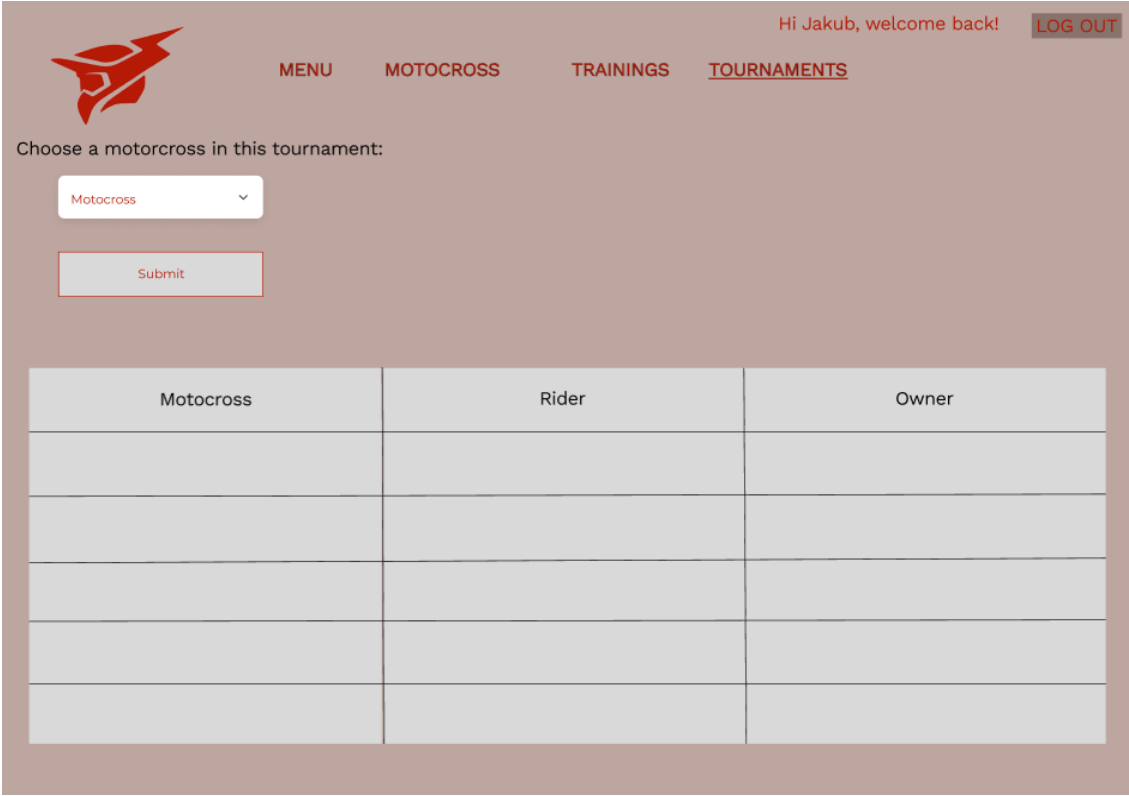 Hi Jakub, welcome back! LOG OUT
MENU MOTOCROSS TRAININGS TOURNAMENTS
Choose a motorcross in this tournament:
Motocross
Submit
Motocross Rider Owner